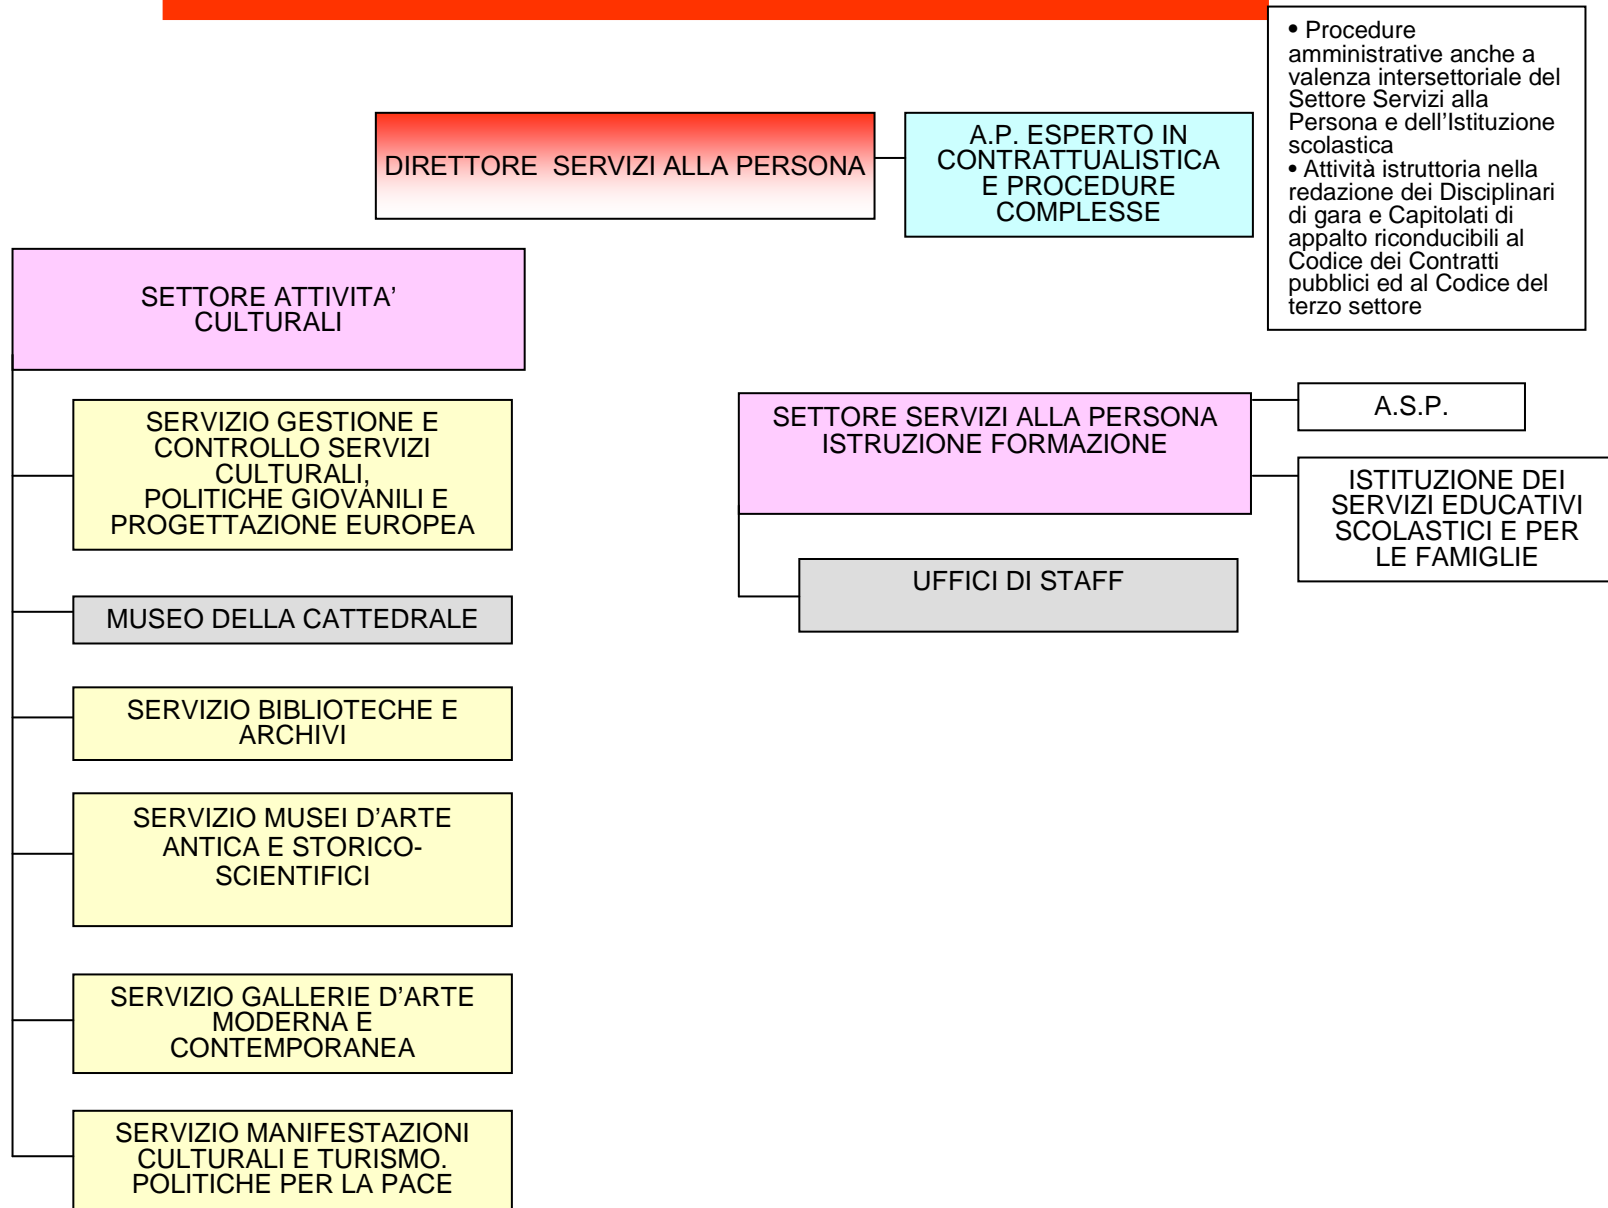 • Procedure
amministrative anche a
valenza intersettoriale del
Settore Servizi alla
Persona e dell'Istituzione
scolastica
• Attività istruttoria nella
redazione dei Disciplinari
di gara e Capitolati di
appalto riconducibili al
Codice dei Contratti
pubblici ed al Codice del
terzo settore
DIRETTORE  SERVIZI ALLA PERSONA
A.P. ESPERTO IN
CONTRATTUALISTICA
E PROCEDURE
COMPLESSE
SETTORE ATTIVITA'
CULTURALI
SERVIZIO GESTIONE E
CONTROLLO SERVIZI
CULTURALI,
POLITICHE GIOVANILI E
PROGETTAZIONE EUROPEA
MUSEO DELLA CATTEDRALE
SERVIZIO BIBLIOTECHE E
ARCHIVI
SERVIZIO MUSEI D'ARTE
ANTICA E STORICO-
SCIENTIFICI
SERVIZIO GALLERIE D'ARTE
MODERNA E
CONTEMPORANEA
SERVIZIO MANIFESTAZIONI
CULTURALI E TURISMO.
POLITICHE PER LA PACE
SETTORE SERVIZI ALLA PERSONA
ISTRUZIONE FORMAZIONE
A.S.P.
ISTITUZIONE DEI
SERVIZI EDUCATIVI
SCOLASTICI E PER
LE FAMIGLIE
UFFICI DI STAFF